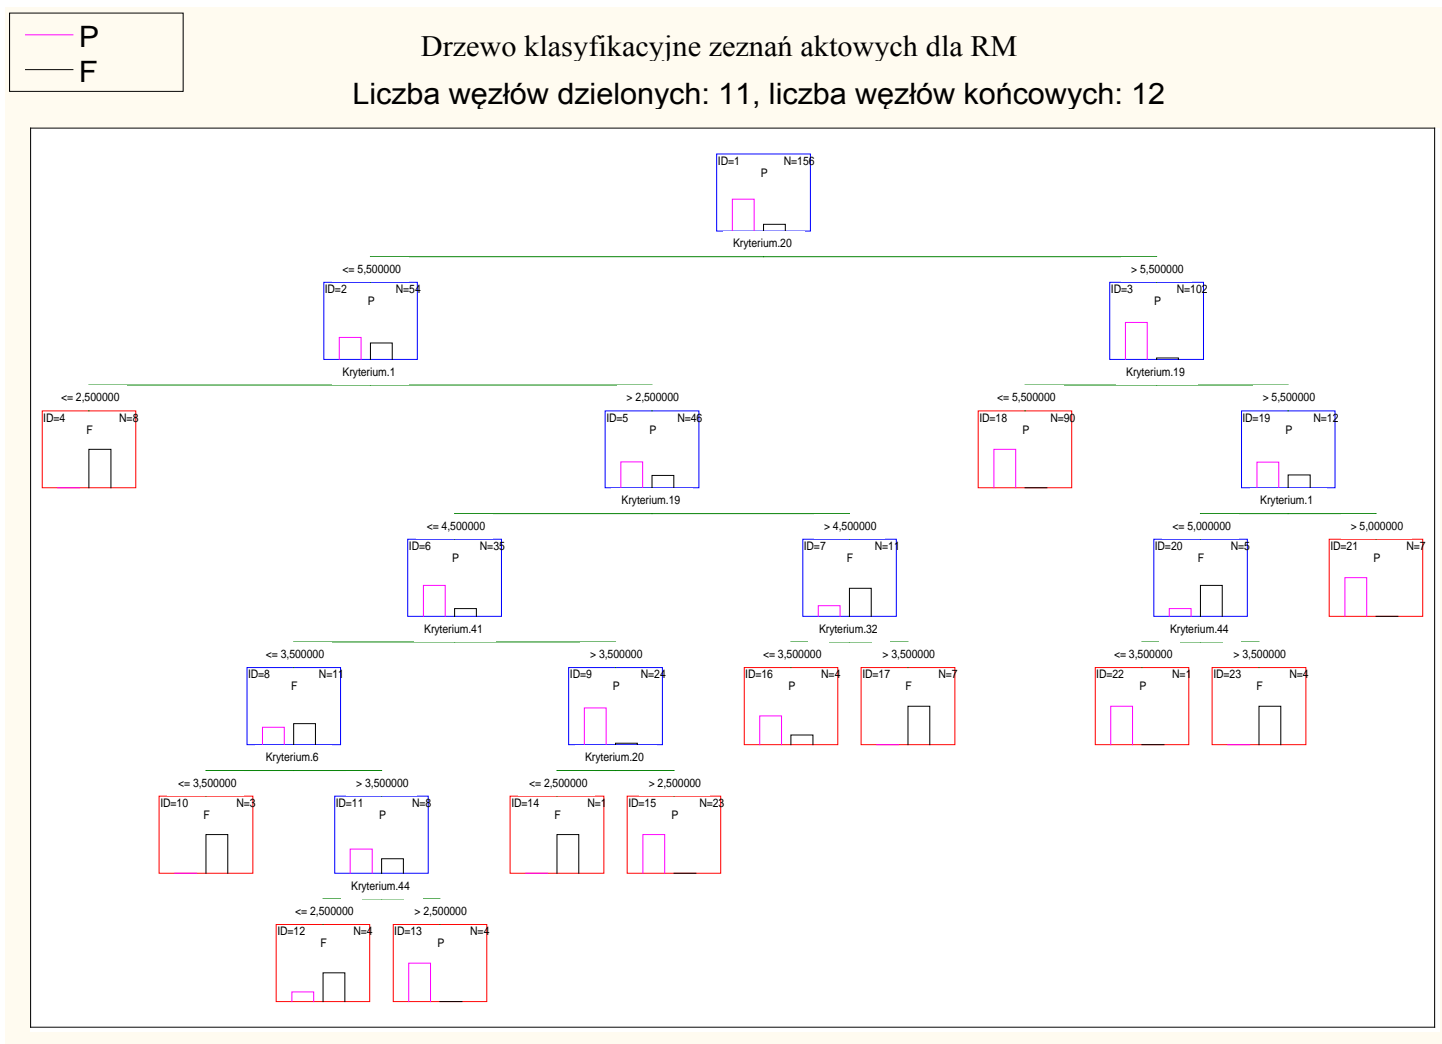 P
F
Drzewo klasyfikacyjne zeznań aktowych dla RM
Liczba węzłów dzielonych: 11, liczba węzłów końcowych: 12
ID=1 N=156
P
Kryterium.20
<= 5,500000 > 5,500000
ID=2 N=54 ID=3 N=102
P P
Kryterium.1 Kryterium.19
<= 2,500000 > 2,500000 <= 5,500000 > 5,500000
ID=4 N=8 ID=5 N=46 ID=18 N=90 ID=19 N=12
F P P P
Kryterium.19 Kryterium.1
<= 4,500000 > 4,500000 <= 5,000000 > 5,000000
ID=6 N=35 ID=7 N=11 ID=20 N=5 ID=21 N=7
P F F P
Kryterium.41 Kryterium.32 Kryterium.44
<= 3,500000 > 3,500000 <= 3,500000 > 3,500000 <= 3,500000 > 3,500000
ID=8 N=11 ID=9 N=24 ID=16 N=4 ID=17 N=7 ID=22 N=1 ID=23 N=4
F P P F P F
Kryterium.6 Kryterium.20
<= 3,500000 > 3,500000 <= 2,500000 > 2,500000
ID=10 N=3 ID=11 N=8 ID=14 N=1 ID=15 N=23
F P F P
Kryterium.44
<= 2,500000 > 2,500000
ID=12 N=4 ID=13 N=4
F P